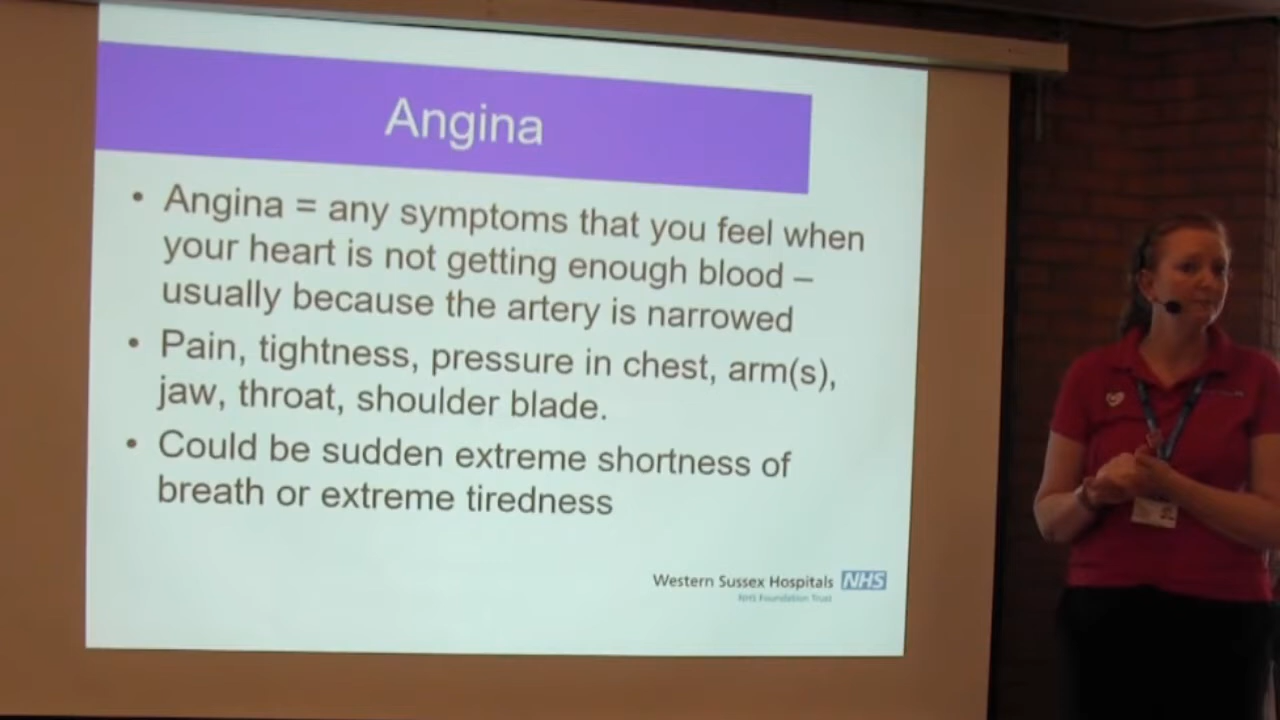 Angina
• Angina = any symptoms that you feel when
your heart is not getting enough blood –
usually because the artery is narrowed
• Pain, tightness, pressure in chest, arm(s),
jaw, throat, shoulder blade.
• Could be sudden extreme shortness of
breath or extreme tiredness
Western Sussex Hospitals NHS
NHS Foundation Trust